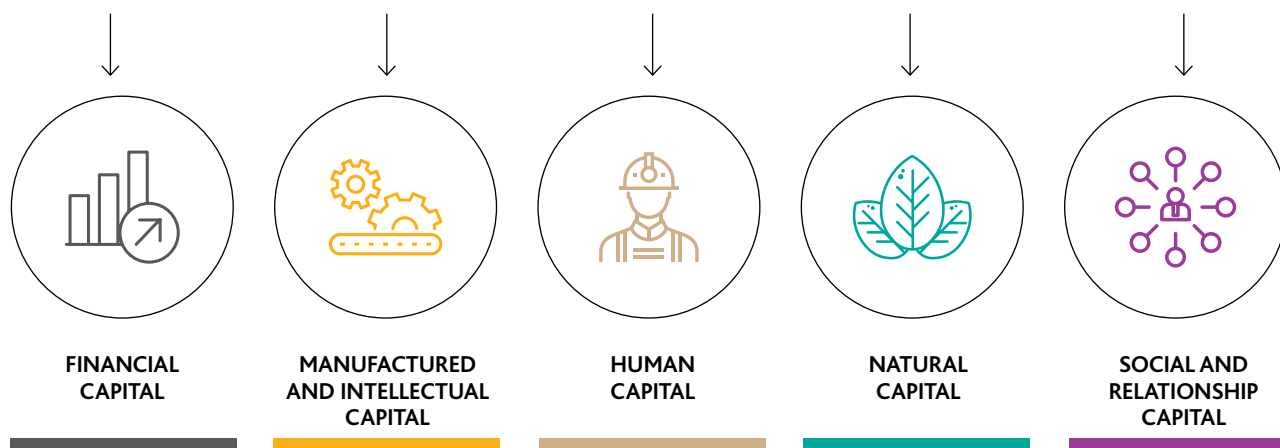 FINANCIAL
CAPITAL
MANUFACTURED
AND INTELLECTUAL
CAPITAL
HUMAN
CAPITAL
NATURAL
CAPITAL
SOCIAL AND
RELATIONSHIP
CAPITAL